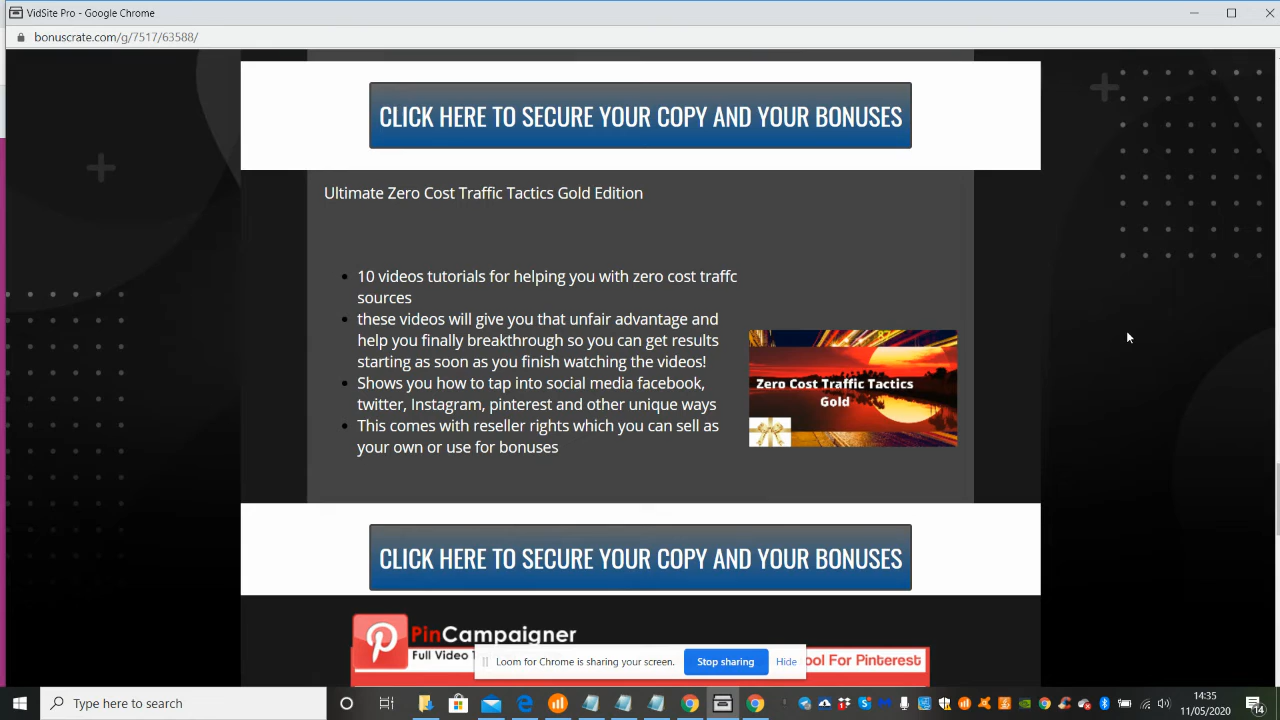 VidSite Pro - Google Chrome
bonuscrate.com/g/7517/63588/
CLICK HERE TO SECURE YOUR COPY AND YOUR BONUSES
Ultimate Zero Cost Traffic Tactics Gold Edition
10 videos tutorials for helping you with zero cost traffc
sources
these videos will give you that unfair advantage and
help you finally breakthrough so you can get results
starting as soon as you finish watching the videos!
Shows you how to tap into social media facebook,
twitter, Instagram, pinterest and other unique ways
This comes with reseller rights which you can sell as
your own or use for bonuses
Zero Cost Traffic Tactics
Gold
CLICK HERE TO SECURE YOUR COPY AND YOUR BONUSES
PinCampaigner
Full Video
ool For Pinterest
Loom for Chrome is sharing your screen.
Stop sharing
Hide
Type here to search
14:35
11/05/2020